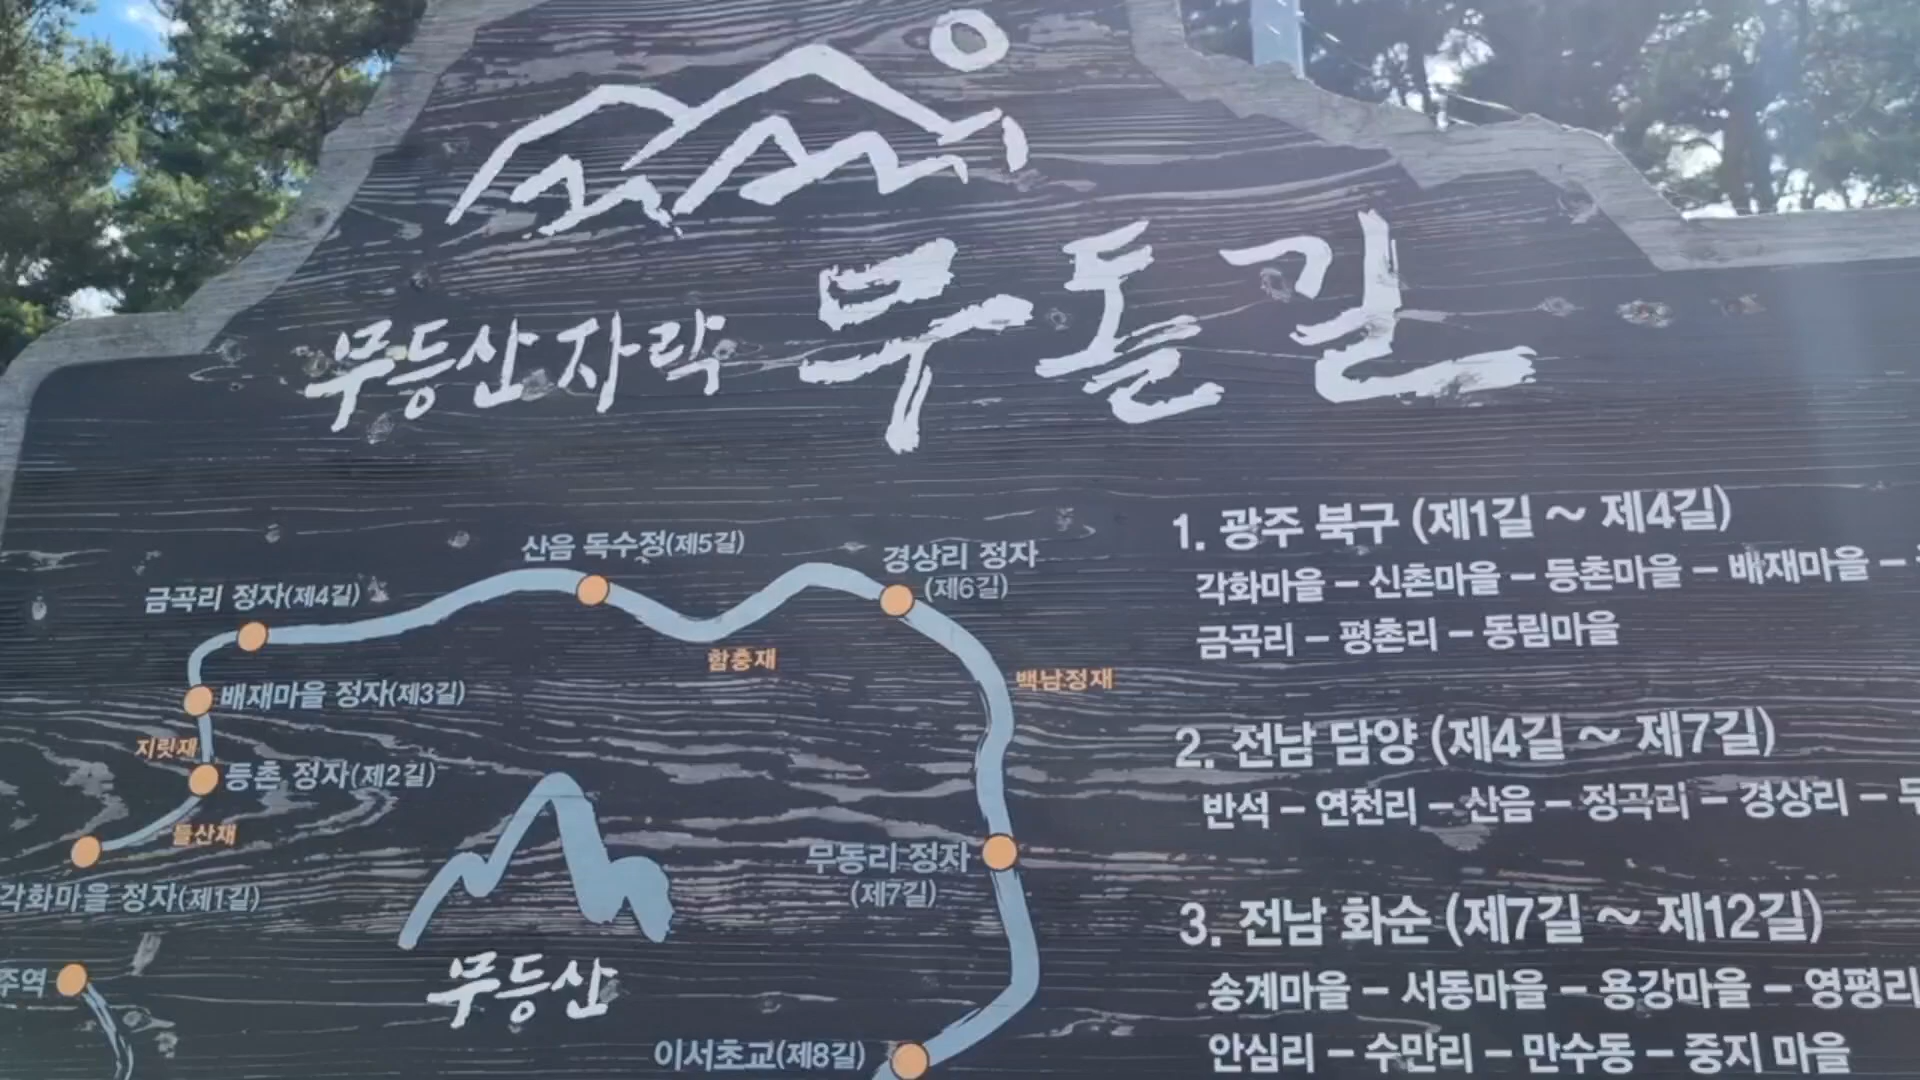 무등산자락 무돌길
산음 독수정(제5길)
경상리 정자
(제6길)
금곡리 정자(제4길)
함충재
백남정재
배재마을 정자(제3길)
지릿재
등촌 정자(제2길)
들산재
각화마을 정자(제1길)
무동리 정자
(제7길)
무등산
주역
이서초교(제8길)
1. 광주 북구 (제1길 ~ 제4길)
각화마을 – 신촌마을 – 등촌마을 – 배재마을 –
금곡리 – 평촌리 – 동림마을
2. 전남 담양 (제4길 ~ 제7길)
반석 – 연천리 – 산음 – 정곡리 – 경상리 – 무
3. 전남 화순 (제7길 ~ 제12길)
송계마을 – 서동마을 – 용강마을 – 영평리
안심리 – 수만리 – 만수동 – 중지 마을